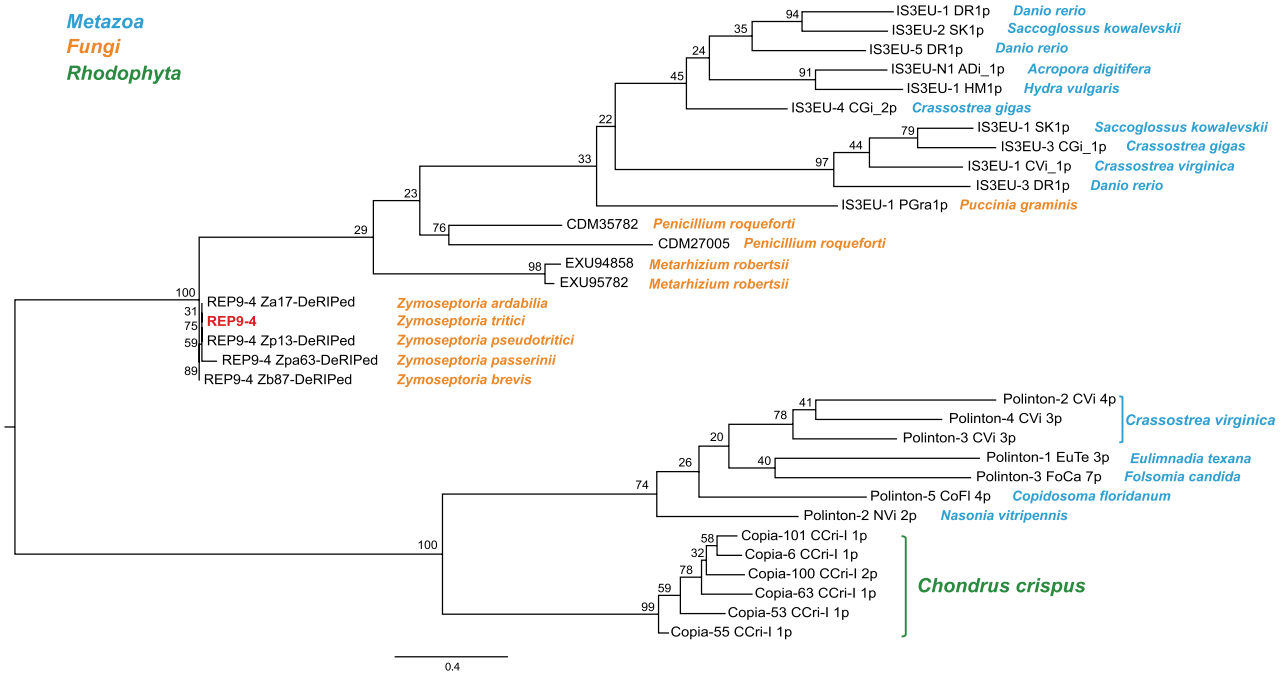 Metazoa
Fungi
Rhodophyta
94 IS3EU-1 DR1p Danio rerio
35 IS3EU-2 SK1p Saccoglossus kowalevskii
24 IS3EU-5 DR1p Danio rerio
45 91 IS3EU-N1 ADi_1p Acropora digitifera
IS3EU-1 HM1p Hydra vulgaris
IS3EU-4 CGi_2p Crassostrea gigas
22 79 IS3EU-1 SK1p Saccoglossus kowalevskii
44 IS3EU-3 CGi_1p Crassostrea gigas
33 97 IS3EU-1 CVi_1p Crassostrea virginica
IS3EU-3 DR1p Danio rerio
23 IS3EU-1 PGra1p Puccinia graminis
29 76 CDM35782 Penicillium roqueforti
CDM27005 Penicillium roqueforti
98 EXU94858 Metarhizium robertsii
EXU95782 Metarhizium robertsii
100 REP9-4 Za17-DeRIPed Zymoseptoria ardabilia
31 REP9-4 Zymoseptoria tritici
75 REP9-4 Zp13-DeRIPed Zymoseptoria pseudotritici
59 REP9-4 Zpa63-DeRIPed Zymoseptoria passerinii
89 REP9-4 Zb87-DeRIPed Zymoseptoria brevis
41 Polinton-2 CVi 4p
78 Polinton-4 CVi 3p Crassostrea virginica
20 Polinton-3 CVi 3p
26 40 Polinton-1 EuTe 3p Eulimnadia texana
Polinton-3 FoCa 7p Folsomia candida
74 Polinton-5 CoFl 4p Copidosoma floridanum
Polinton-2 NVi 2p Nasonia vitripennis
100 58 Copia-101 CCri-I 1p
32 Copia-6 CCri-I 1p
78 Copia-100 CCri-I 2p
59 Copia-63 CCri-I 1p Chondrus crispus
99 Copia-53 CCri-I 1p
Copia-55 CCri-I 1p
0.4